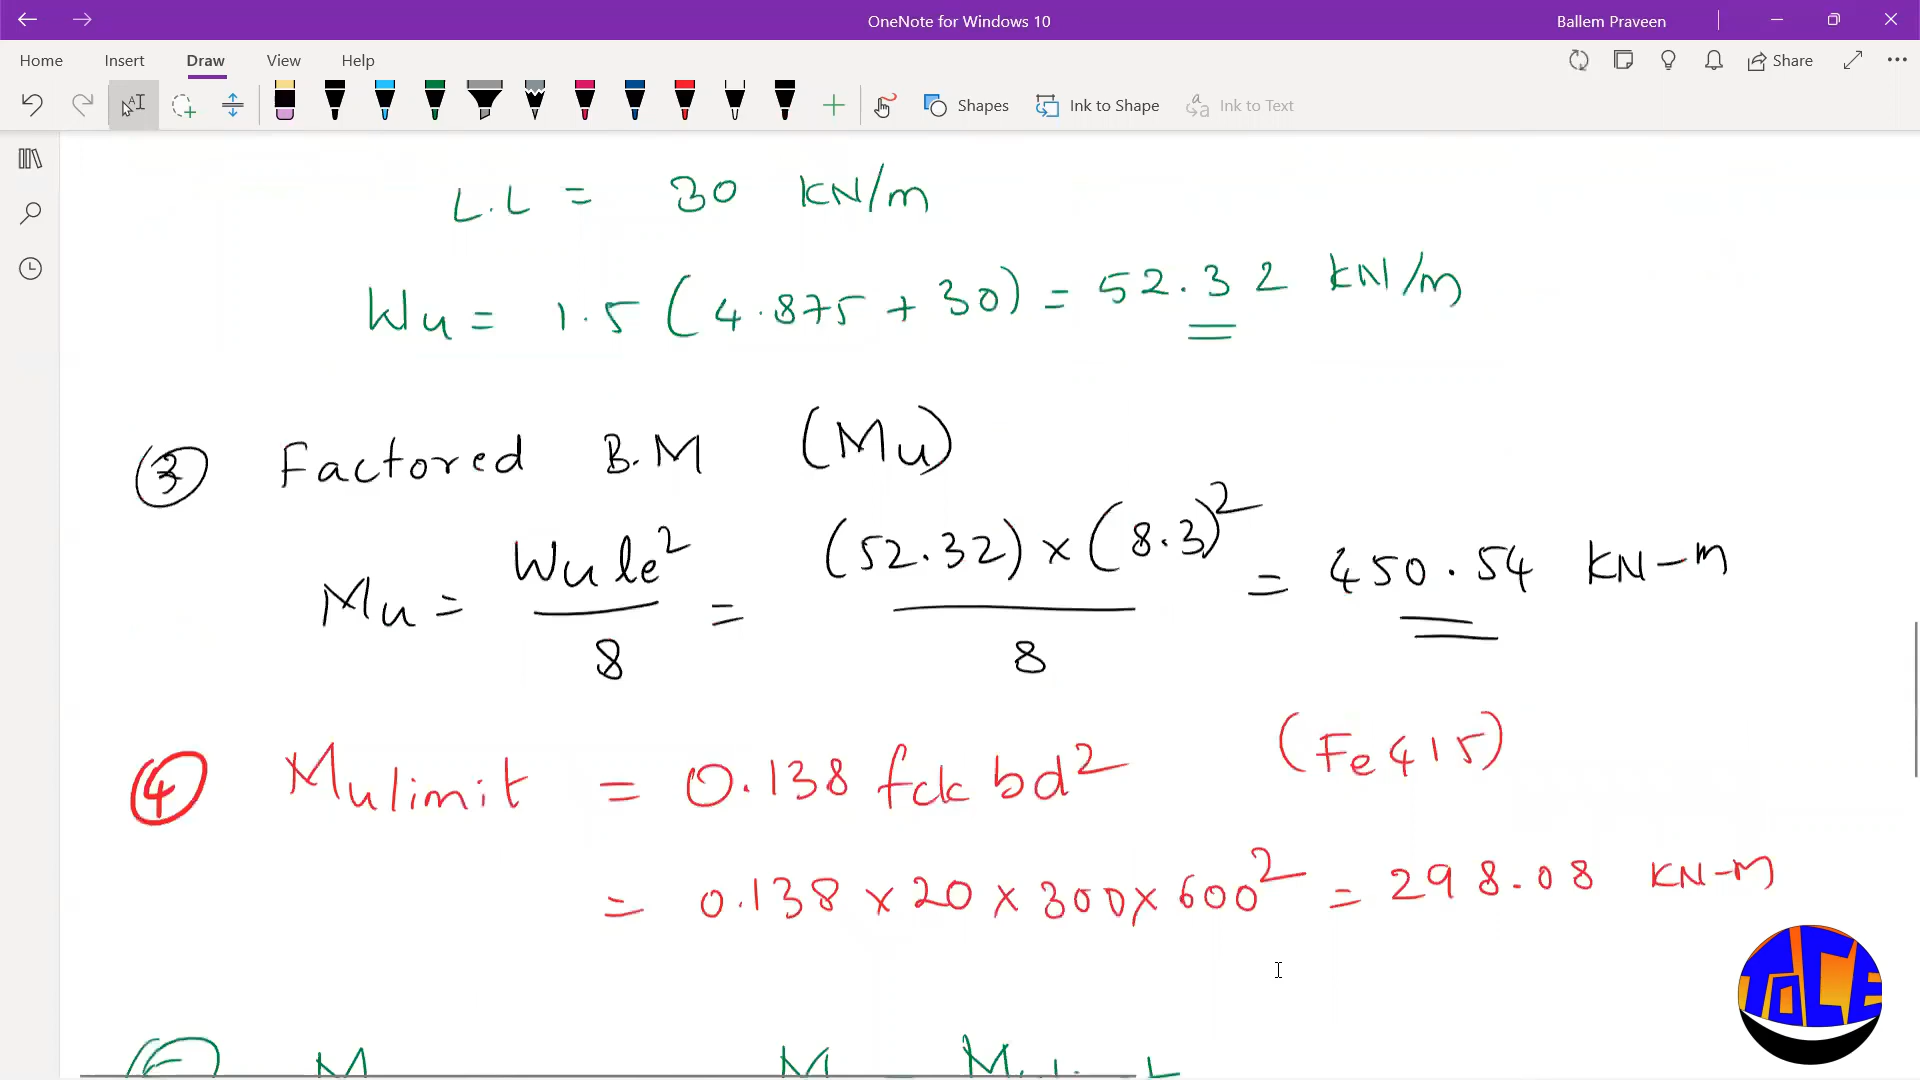 OneNote for Windows 10 Ballem Praveen
Home Insert Draw View Help Share
Shapes Ink to Shape Ink to Text
L.L = 30 KN/m
Wu = 1.5 (4.875 + 30) = 52.32 KN/m
③ Factored B.M (Mu)
Mu = Wu le² / 8 = (52.32) × (8.3)² / 8 = 450.54 KN-m
④ Mulimit = 0.138 fck bd² (Fe415)
= 0.138 × 20 × 300 × 600² = 298.08 KN-m